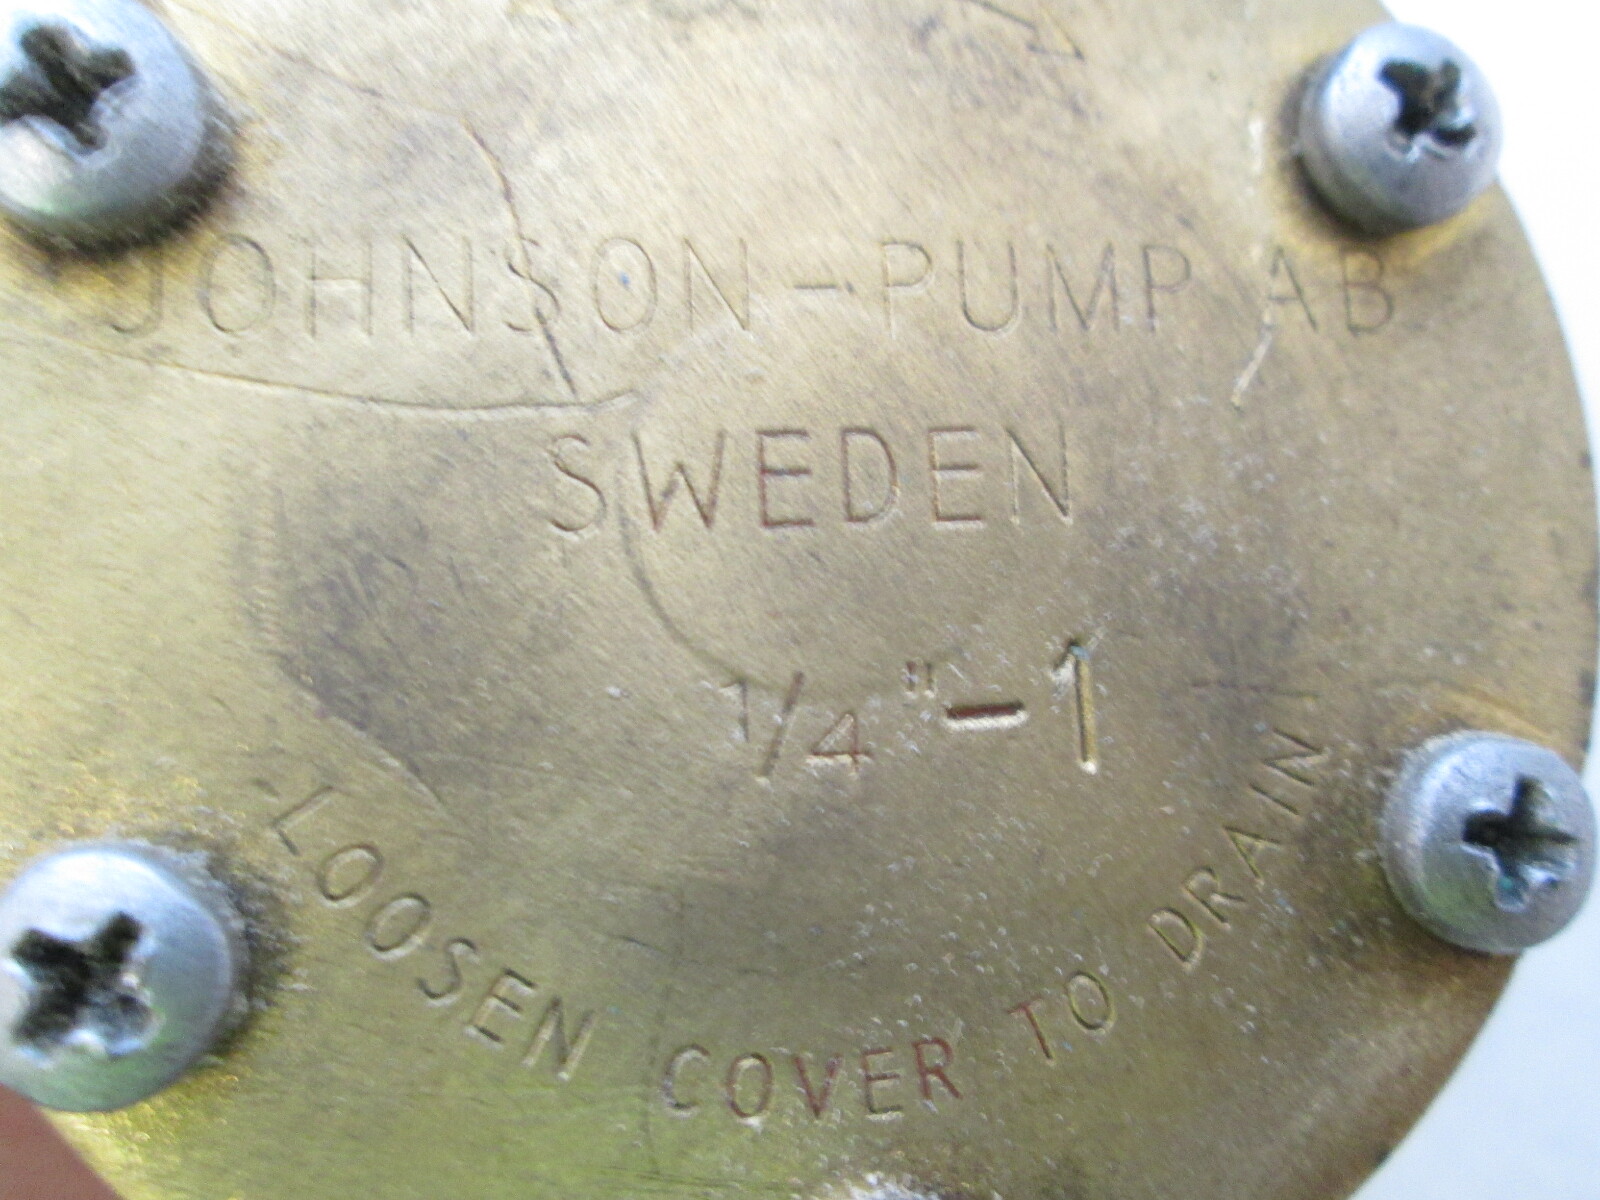 JOHNSON-PUMP AB
SWEDEN
1/4"-1
LOOSEN COVER TO DRAIN